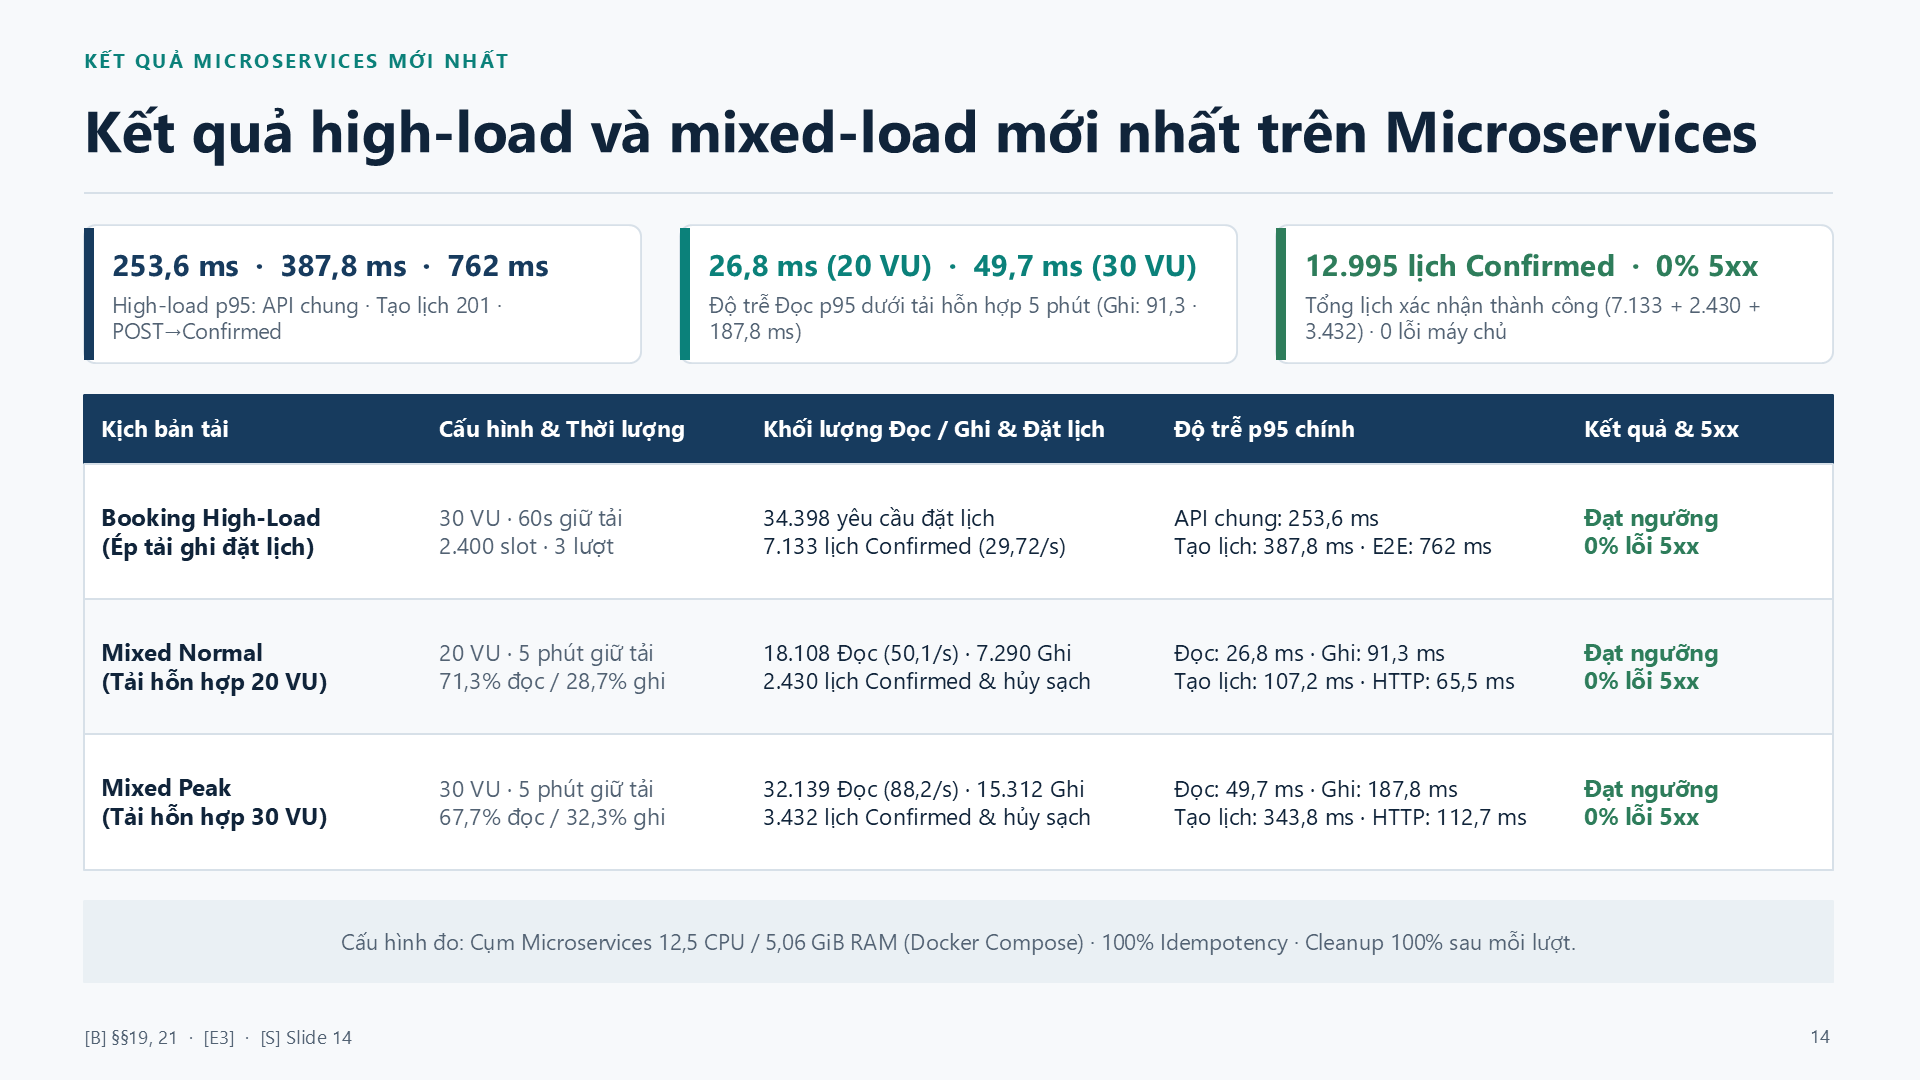 KẾT QUẢ MICROSERVICES MỚI NHẤT
Kết quả high-load và mixed-load mới nhất trên Microservices
253,6 ms · 387,8 ms · 762 ms
High-load p95: API chung · Tạo lịch 201 ·
POST→Confirmed
26,8 ms (20 VU) · 49,7 ms (30 VU)
Độ trễ Đọc p95 dưới tải hỗn hợp 5 phút (Ghi: 91,3 ·
187,8 ms)
12.995 lịch Confirmed · 0% 5xx
Tổng lịch xác nhận thành công (7.133 + 2.430 +
3.432) · 0 lỗi máy chủ
Kịch bản tải
Cấu hình & Thời lượng
Khối lượng Đọc / Ghi & Đặt lịch
Độ trễ p95 chính
Kết quả & 5xx
Booking High-Load
(Ép tải ghi đặt lịch)
30 VU · 60s giữ tải
2.400 slot · 3 lượt
34.398 yêu cầu đặt lịch
7.133 lịch Confirmed (29,72/s)
API chung: 253,6 ms
Tạo lịch: 387,8 ms · E2E: 762 ms
Đạt ngưỡng
0% lỗi 5xx
Mixed Normal
(Tải hỗn hợp 20 VU)
20 VU · 5 phút giữ tải
71,3% đọc / 28,7% ghi
18.108 Đọc (50,1/s) · 7.290 Ghi
2.430 lịch Confirmed & hủy sạch
Đọc: 26,8 ms · Ghi: 91,3 ms
Tạo lịch: 107,2 ms · HTTP: 65,5 ms
Đạt ngưỡng
0% lỗi 5xx
Mixed Peak
(Tải hỗn hợp 30 VU)
30 VU · 5 phút giữ tải
67,7% đọc / 32,3% ghi
32.139 Đọc (88,2/s) · 15.312 Ghi
3.432 lịch Confirmed & hủy sạch
Đọc: 49,7 ms · Ghi: 187,8 ms
Tạo lịch: 343,8 ms · HTTP: 112,7 ms
Đạt ngưỡng
0% lỗi 5xx
Cấu hình đo: Cụm Microservices 12,5 CPU / 5,06 GiB RAM (Docker Compose) · 100% Idempotency · Cleanup 100% sau mỗi lượt.
[B] §§19, 21 · [E3] · [S] Slide 14
14